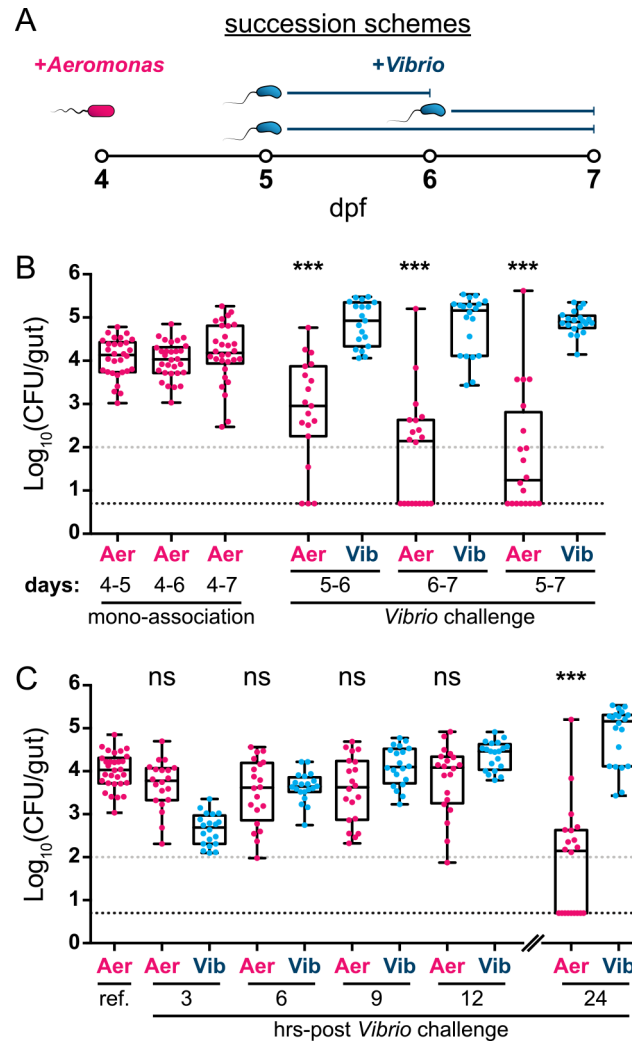 A
succession schemes
+Aeromonas +Vibrio
4 5 6 7
dpf
B
*** *** ***
6
5
4
3
2
1
0
Log10(CFU/gut)
Aer Aer Aer Aer Vib Aer Vib Aer Vib
days: 4-5 4-6 4-7 5-6 6-7 5-7
mono-association Vibrio challenge
C
ns ns ns ns ***
6
5
4
3
2
1
0
Log10(CFU/gut)
Aer Aer Vib Aer Vib Aer Vib Aer Vib Aer Vib
ref. 3 6 9 12 24
hrs-post Vibrio challenge